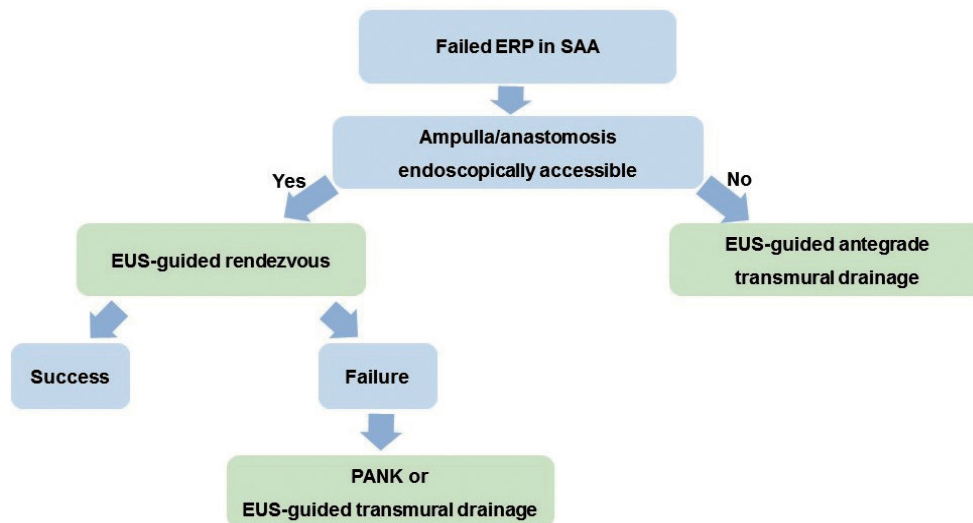 Failed ERP in SAA
Ampulla/anastomosis
endoscopically accessible
Yes
No
EUS-guided rendezvous
EUS-guided antegrade
transmural drainage
Success
Failure
PANK or
EUS-guided transmural drainage